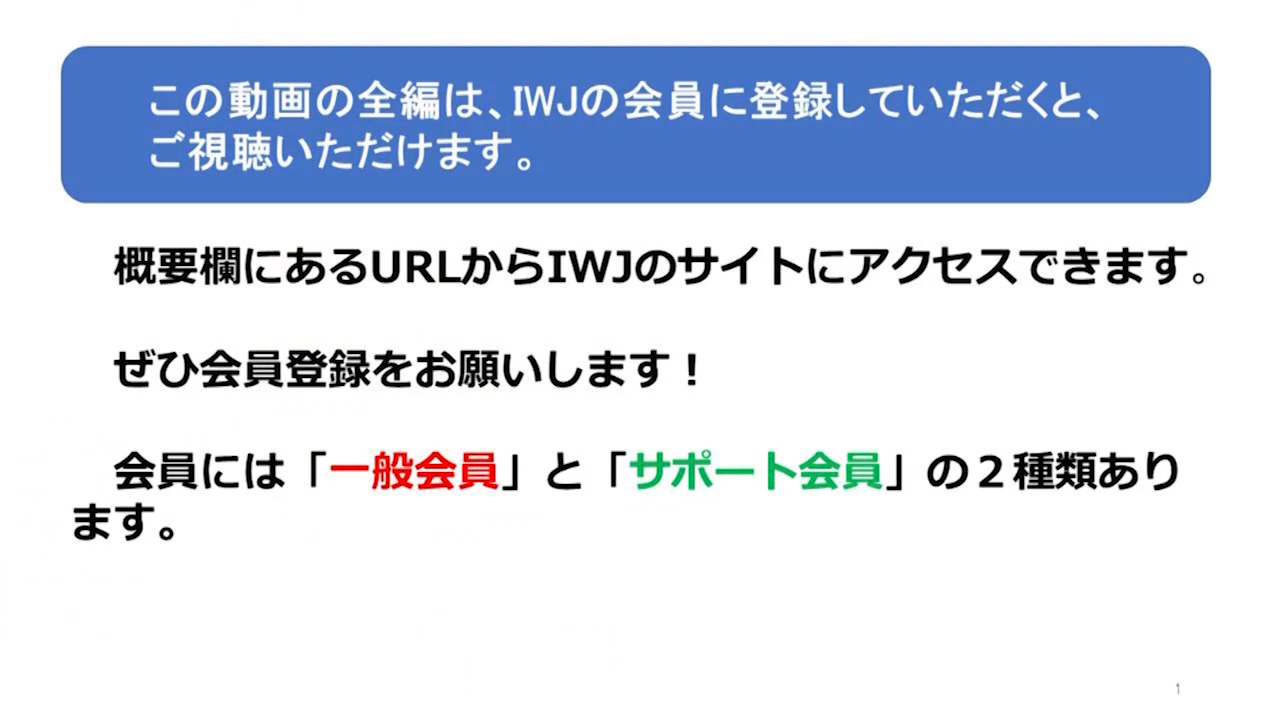 この動画の全編は、IWJの会員に登録していただくと、
ご視聴いただけます。
概要欄にあるURLからIWJのサイトにアクセスできます。
ぜひ会員登録をお願いします！
会員には「一般会員」と「サポート会員」の２種類あり
ます。
1